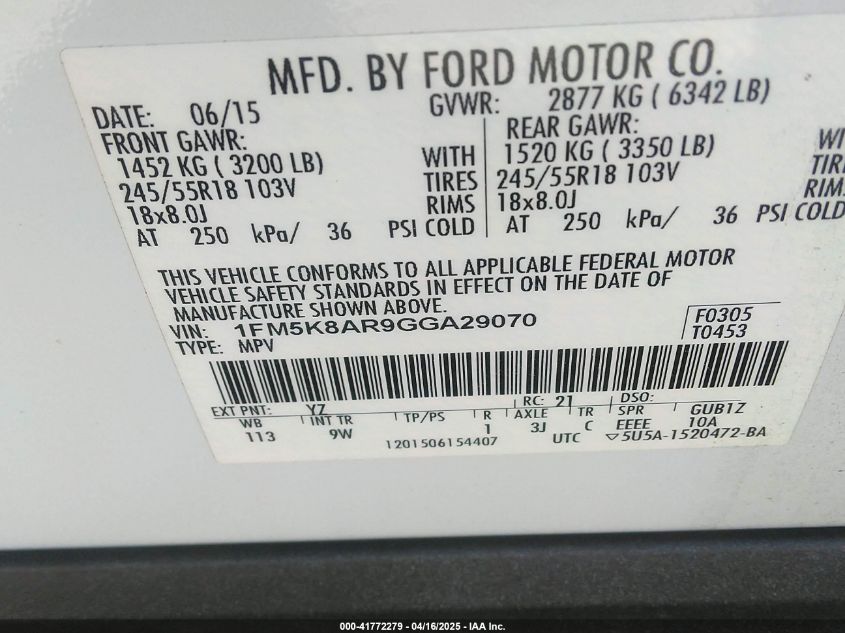 MFD. BY FORD MOTOR CO.
DATE: 06/15 GVWR: 2877 KG ( 6342 LB)
FRONT GAWR: REAR GAWR:
1452 KG ( 3200 LB) WITH 1520 KG ( 3350 LB) WI
245/55R18 103V TIRES 245/55R18 103V TIRE
18x8.0J RIMS 18x8.0J RIMS
AT 250 kPa/ 36 PSI COLD AT 250 kPa/ 36 PSI COLD
THIS VEHICLE CONFORMS TO ALL APPLICABLE FEDERAL MOTOR
VEHICLE SAFETY STANDARDS IN EFFECT ON THE DATE OF
MANUFACTURE SHOWN ABOVE.
VIN: 1FM5K8AR9GGA29070 F0305
TYPE: MPV T0453
EXT PNT: YZ RC: 21 DSO:
WB INT TR TP/PS R AXLE TR SPR GUB1Z
113 9W 1 3J C EEEE 10A
1201506154407 UTC ▽5U5A-1520472-BA
000-41772279 - 04/16/2025 - IAA Inc.